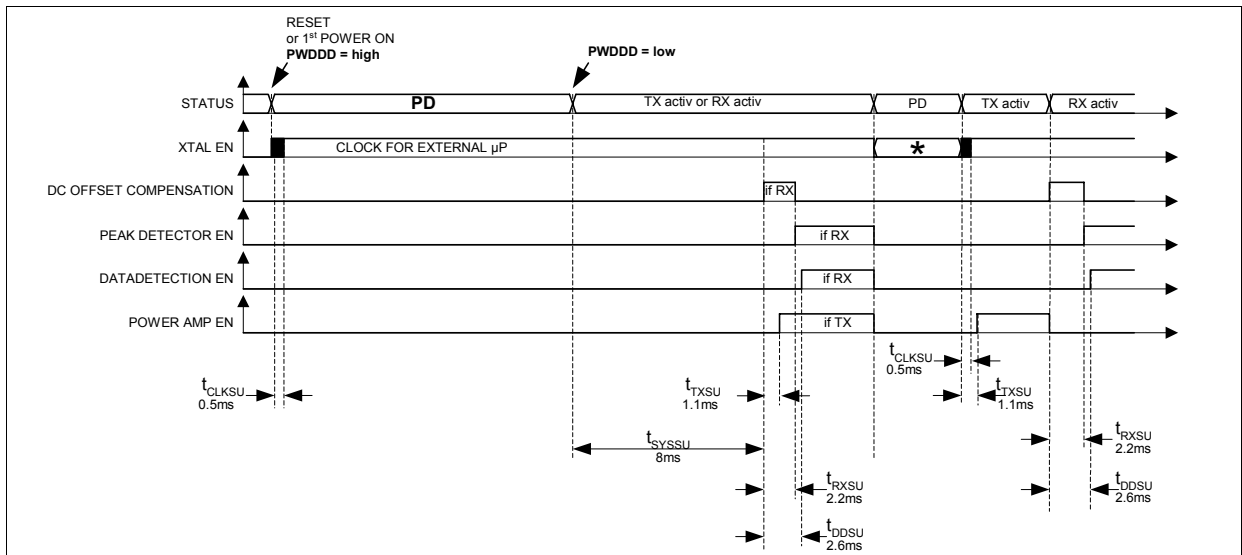 RESET
or 1st POWER ON
PWDDD = high
PWDDD = low
STATUS
PD
TX activ or RX activ
PD
TX activ
RX activ
XTAL EN
CLOCK FOR EXTERNAL µP
*
DC OFFSET COMPENSATION
if RX
PEAK DETECTOR EN
if RX
DATADETECTION EN
if RX
POWER AMP EN
if TX
tCLKSU
0.5ms
tTXSU
1.1ms
tCLKSU
0.5ms
tTXSU
1.1ms
tSYSSU
8ms
tRXSU
2.2ms
tRXSU
2.2ms
tDDSU
2.6ms
tDDSU
2.6ms